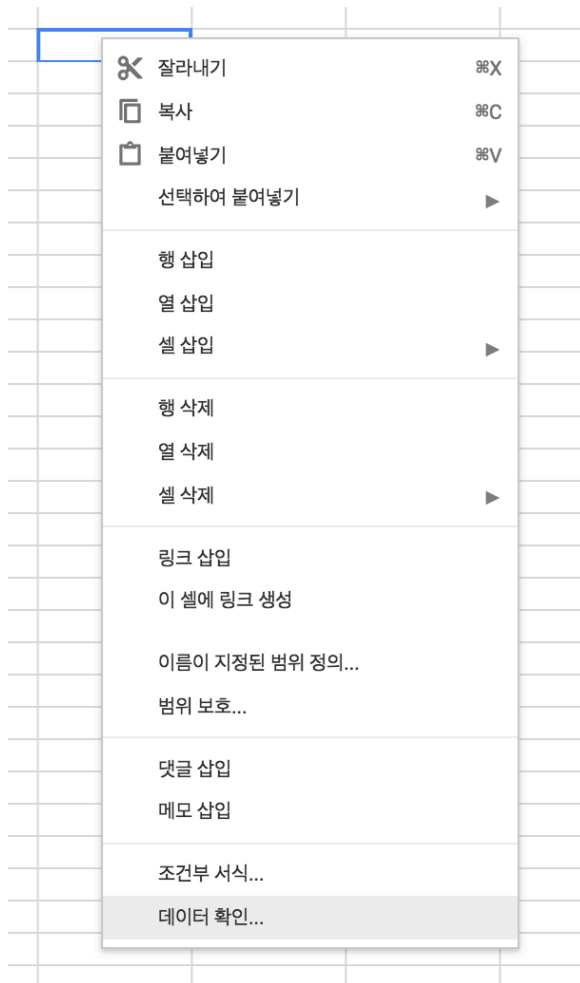 잘라내기 ⌘X
복사 ⌘C
붙여넣기 ⌘V
선택하여 붙여넣기 ▶
행 삽입
열 삽입
셀 삽입 ▶
행 삭제
열 삭제
셀 삭제 ▶
링크 삽입
이 셀에 링크 생성
이름이 지정된 범위 정의...
범위 보호...
댓글 삽입
메모 삽입
조건부 서식...
데이터 확인...